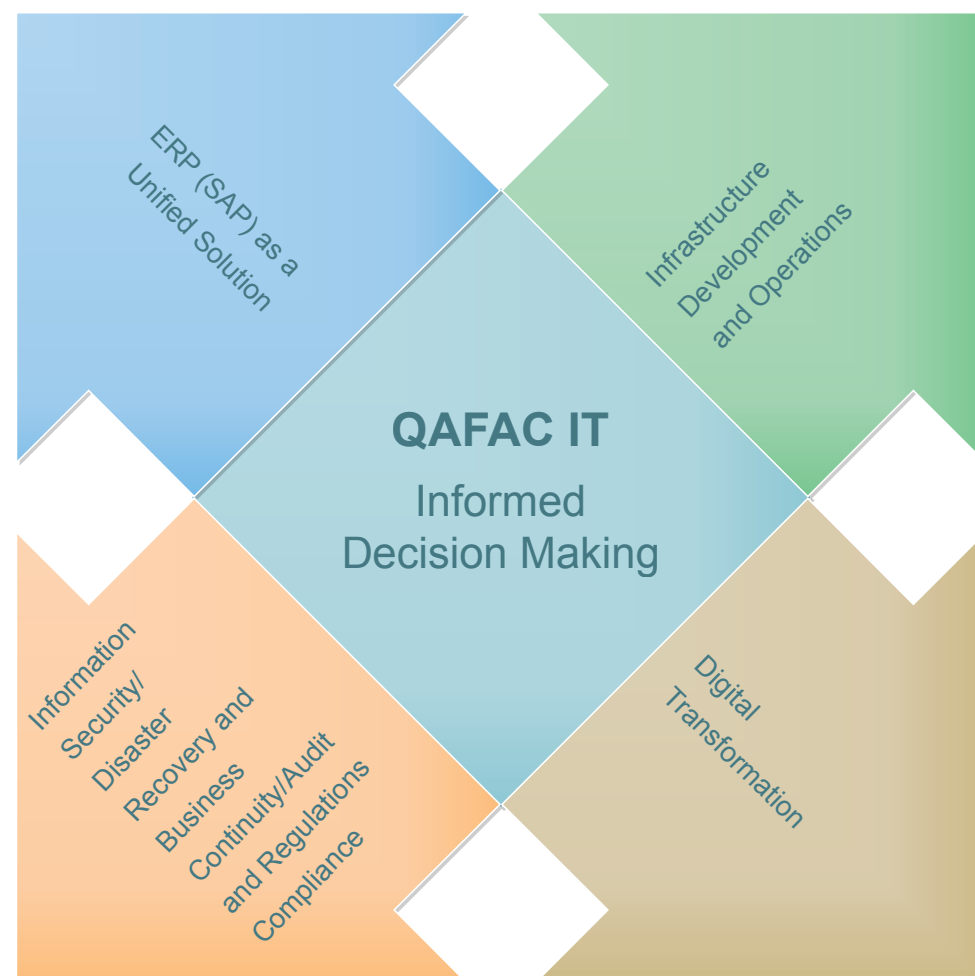 ERP (SAP) as a
Unified Solution
Infrastructure
Development
and Operations
QAFAC IT
Informed
Decision Making
Information
Security/
Disaster
Recovery and
Business
Continuity/Audit
and Regulations
Compliance
Digital
Transformation